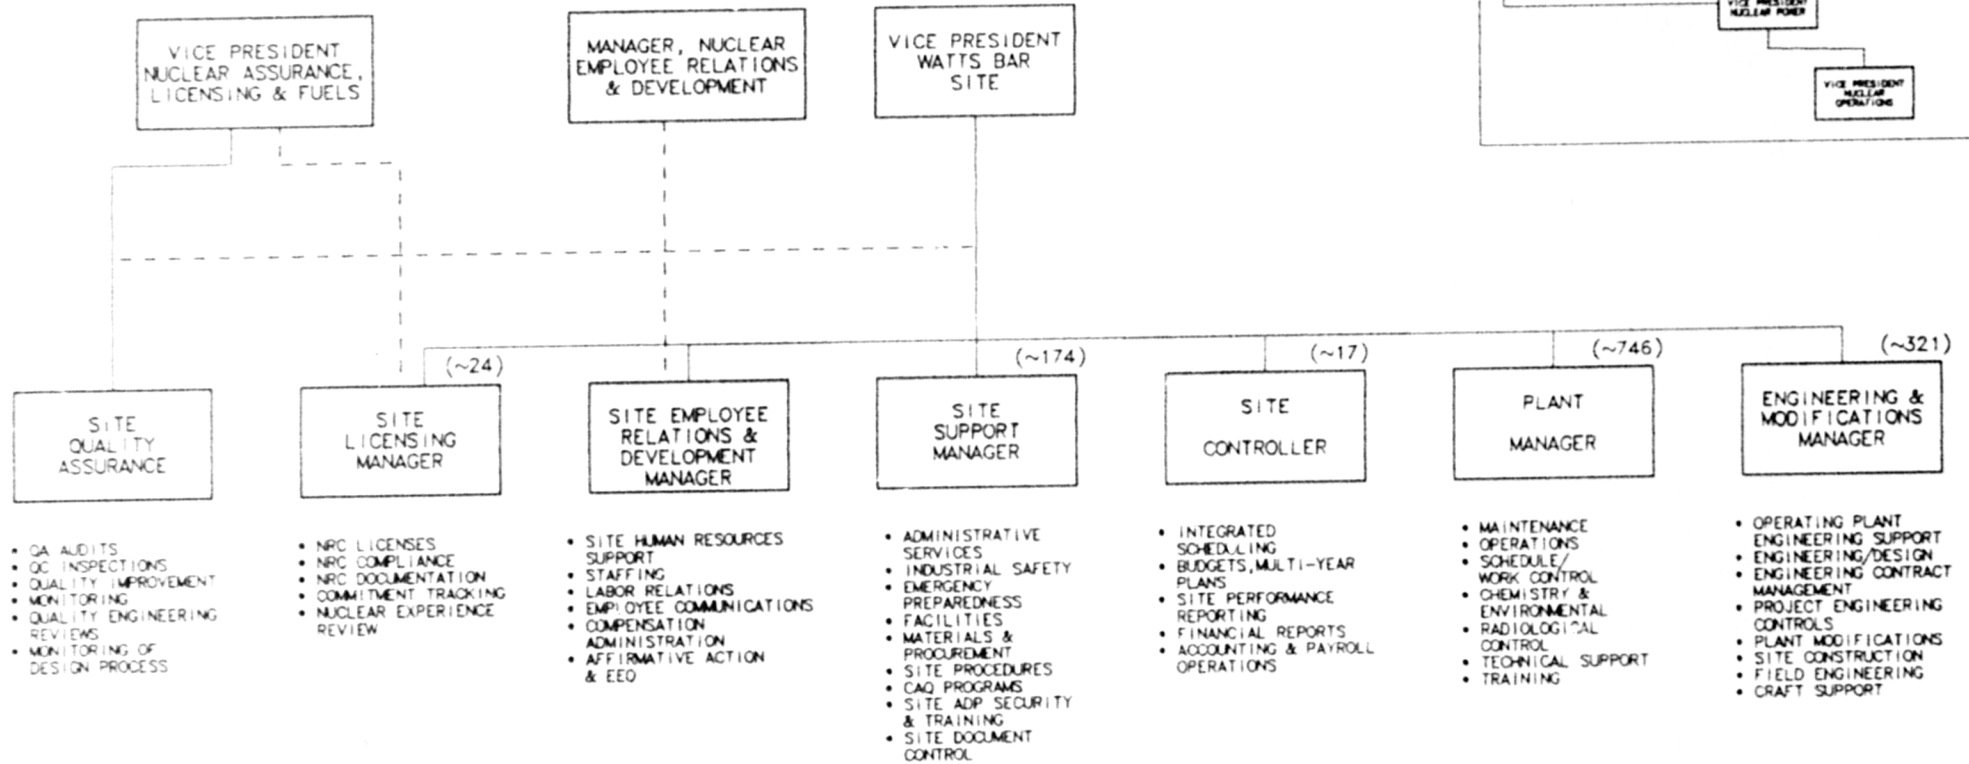 VICE PRESIDENT
NUCLEAR ASSURANCE,
LICENSING & FUELS
MANAGER, NUCLEAR
EMPLOYEE RELATIONS
& DEVELOPMENT
VICE PRESIDENT
WATTS BAR
SITE
VICE PRESIDENT
NUCLEAR POWER
VICE PRESIDENT
NUCLEAR
OPERATIONS
(~24)
(~174)
(~17)
(~746)
(~321)
SITE
QUALITY
ASSURANCE
SITE
LICENSING
MANAGER
SITE EMPLOYEE
RELATIONS &
DEVELOPMENT
MANAGER
SITE
SUPPORT
MANAGER
SITE
CONTROLLER
PLANT
MANAGER
ENGINEERING &
MODIFICATIONS
MANAGER
• QA AUDITS
• QC INSPECTIONS
• QUALITY IMPROVEMENT
• MONITORING
• QUALITY ENGINEERING
REVIEWS
• MONITORING OF
DESIGN PROCESS
• NRC LICENSES
• NRC COMPLIANCE
• NRC DOCUMENTATION
• COMMITMENT TRACKING
• NUCLEAR EXPERIENCE
REVIEW
• SITE HUMAN RESOURCES
SUPPORT
• STAFFING
• LABOR RELATIONS
• EMPLOYEE COMMUNICATIONS
• COMPENSATION
ADMINISTRATION
• AFFIRMATIVE ACTION
& EEO
• ADMINISTRATIVE
SERVICES
• INDUSTRIAL SAFETY
• EMERGENCY
PREPAREDNESS
• FACILITIES
• MATERIALS &
PROCUREMENT
• SITE PROCEDURES
• CAQ PROGRAMS
• SITE ADP SECURITY
& TRAINING
• SITE DOCUMENT
CONTROL
• INTEGRATED
SCHEDULING
• BUDGETS, MULTI-YEAR
PLANS
• SITE PERFORMANCE
REPORTING
• FINANCIAL REPORTS
• ACCOUNTING & PAYROLL
OPERATIONS
• MAINTENANCE
• OPERATIONS
• SCHEDULE/
WORK CONTROL
• CHEMISTRY &
ENVIRONMENTAL
• RADIOLOGICAL
CONTROL
• TECHNICAL SUPPORT
• TRAINING
• OPERATING PLANT
ENGINEERING SUPPORT
• ENGINEERING/DESIGN
• ENGINEERING CONTRACT
MANAGEMENT
• PROJECT ENGINEERING
CONTROLS
• PLANT MODIFICATIONS
• SITE CONSTRUCTION
• FIELD ENGINEERING
• CRAFT SUPPORT